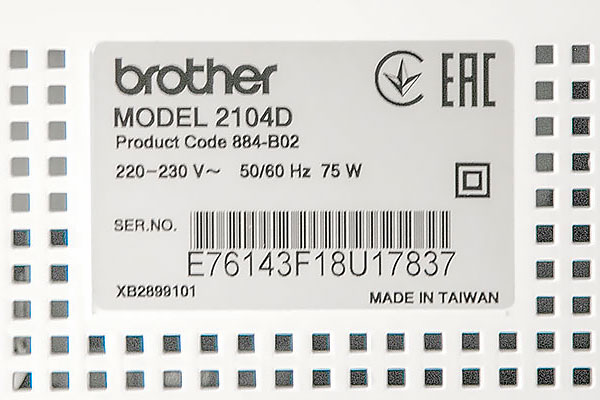 brother
EAC
MODEL 2104D
Product Code 884-B02
220-230 V~ 50/60 Hz 75 W
SER.NO.
E76143F18U17837
XB2899101
MADE IN TAIWAN